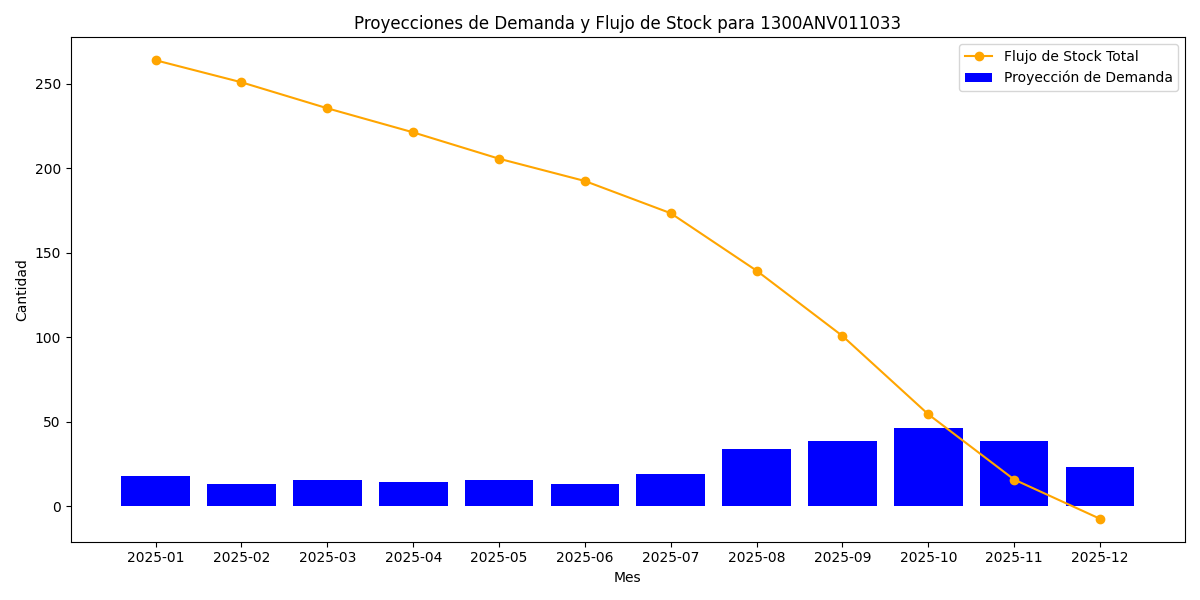 Proyecciones de Demanda y Flujo de Stock para 1300ANV011033
Flujo de Stock Total
Proyección de Demanda
Cantidad
250
200
150
100
50
0
2025-01 2025-02 2025-03 2025-04 2025-05 2025-06 2025-07 2025-08 2025-09 2025-10 2025-11 2025-12
Mes